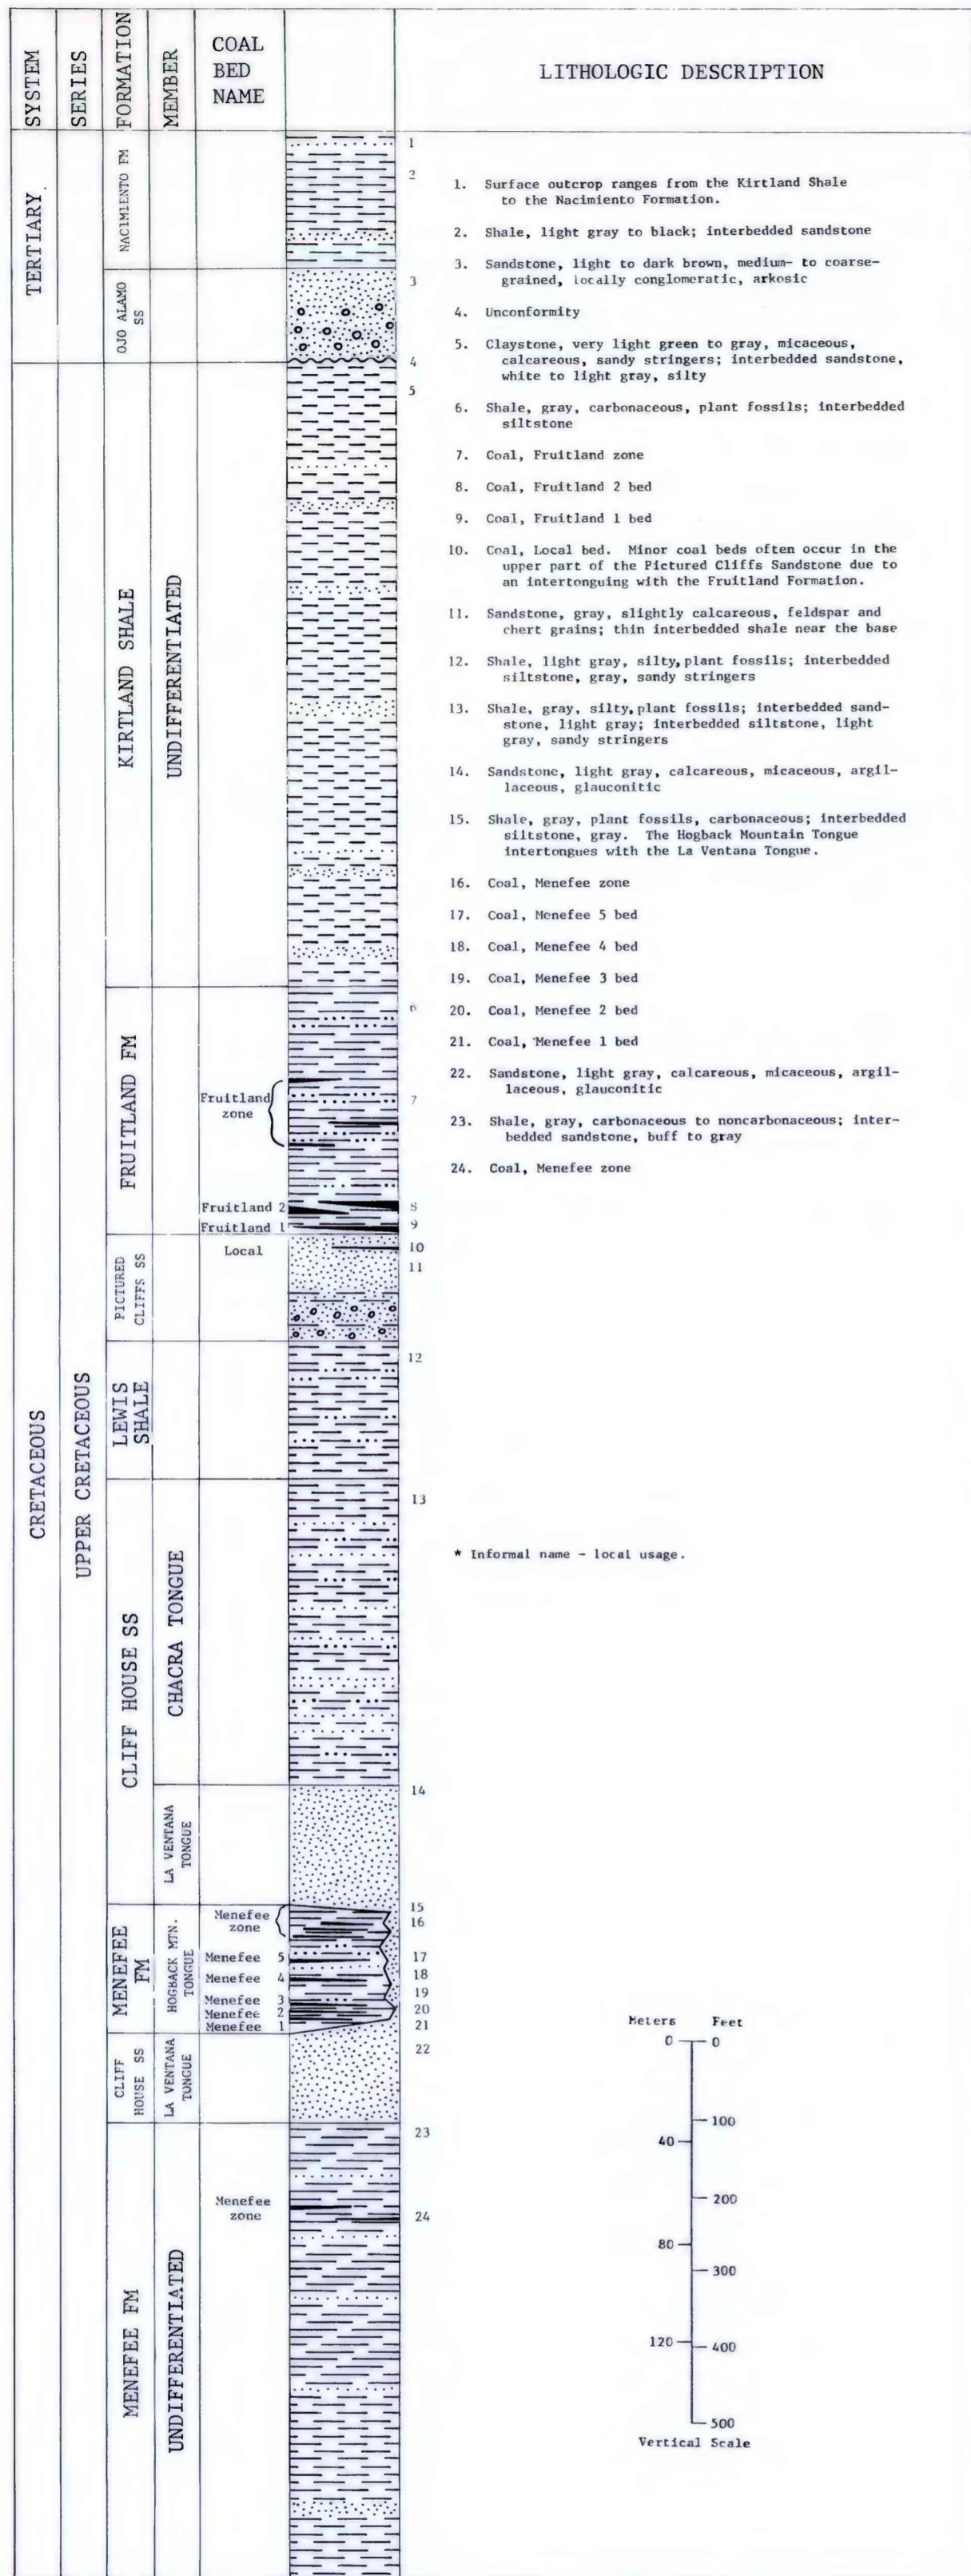 SYSTEM
SERIES
FORMATION
MEMBER
COAL
BED
NAME
LITHOLOGIC DESCRIPTION
TERTIARY
NACIMIENTO FM
OJO ALAMO
SS
CRETACEOUS
UPPER CRETACEOUS
KIRTLAND SHALE
UNDIFFERENTIATED
FRUITLAND FM
Fruitland
zone
Fruitland 2
Fruitland 1
PICTURED
CLIFFS SS
Local
LEWIS
SHALE
CLIFF HOUSE SS
CHACRA TONGUE
LA VENTANA
TONGUE
MENEFEE
FM
HOGBACK MTN.
TONGUE
Menefee
zone
Menefee 5
Menefee 4
Menefee 3
Menefee 2
Menefee 1
CLIFF
HOUSE SS
LA VENTANA
TONGUE
MENEFEE FM
UNDIFFERENTIATED
Menefee
zone
1
2
3
4
5
6
7
8
9
10
11
12
13
14
15
16
17
18
19
20
21
22
23
24
1. Surface outcrop ranges from the Kirtland Shale
to the Nacimiento Formation.
2. Shale, light gray to black; interbedded sandstone
3. Sandstone, light to dark brown, medium- to coarse-
grained, locally conglomeratic, arkosic
4. Unconformity
5. Claystone, very light green to gray, micaceous,
calcareous, sandy stringers; interbedded sandstone,
white to light gray, silty
6. Shale, gray, carbonaceous, plant fossils; interbedded
siltstone
7. Coal, Fruitland zone
8. Coal, Fruitland 2 bed
9. Coal, Fruitland 1 bed
10. Coal, Local bed. Minor coal beds often occur in the
upper part of the Pictured Cliffs Sandstone due to
an intertonguing with the Fruitland Formation.
11. Sandstone, gray, slightly calcareous, feldspar and
chert grains; thin interbedded shale near the base
12. Shale, light gray, silty, plant fossils; interbedded
siltstone, gray, sandy stringers
13. Shale, gray, silty, plant fossils; interbedded sand-
stone, light gray; interbedded siltstone, light
gray, sandy stringers
14. Sandstone, light gray, calcareous, micaceous, argil-
laceous, glauconitic
15. Shale, gray, plant fossils, carbonaceous; interbedded
siltstone, gray. The Hogback Mountain Tongue
intertongues with the La Ventana Tongue.
16. Coal, Menefee zone
17. Coal, Menefee 5 bed
18. Coal, Menefee 4 bed
19. Coal, Menefee 3 bed
20. Coal, Menefee 2 bed
21. Coal, Menefee 1 bed
22. Sandstone, light gray, calcareous, micaceous, argil-
laceous, glauconitic
23. Shale, gray, carbonaceous to noncarbonaceous; inter-
bedded sandstone, buff to gray
24. Coal, Menefee zone
* Informal name - local usage.
Meters Feet
0 0
100
40
200
80
300
120
400
500
Vertical Scale